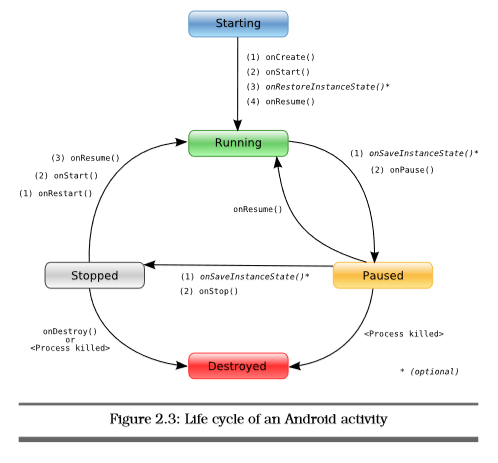 Starting
(1) onCreate()
(2) onStart()
(3) onRestoreInstanceState()*
(4) onResume()
Running
(3) onResume()
(2) onStart()
(1) onRestart()
(1) onSaveInstanceState()*
(2) onPause()
onResume()
Stopped
(1) onSaveInstanceState()*
(2) onStop()
Paused
onDestroy()
or
<Process killed>
<Process killed>
Destroyed
* (optional)
Figure 2.3: Life cycle of an Android activity